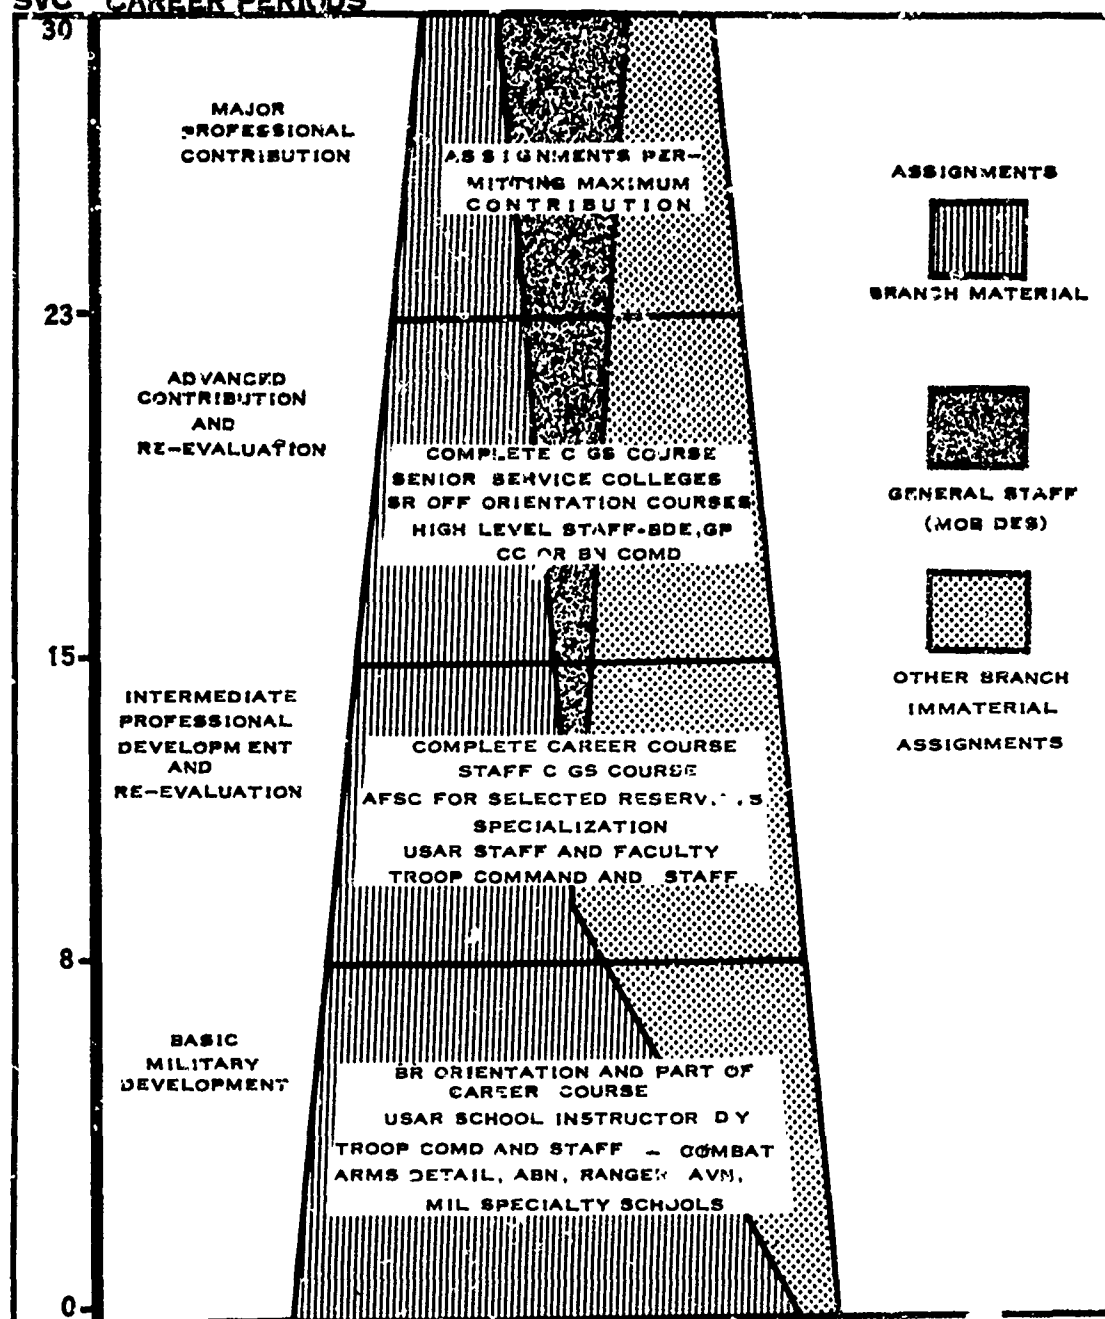 SVC CAREER PERIODS
30
MAJOR
PROFESSIONAL
CONTRIBUTION
ASSIGNMENTS PER-
MITTING MAXIMUM
CONTRIBUTION
23
ADVANCED
CONTRIBUTION
AND
RE-EVALUATION
COMPLETE C GS COURSE
SENIOR SERVICE COLLEGES
SR OFF ORIENTATION COURSES
HIGH LEVEL STAFF-BDE, GP
CC OR BN COMD
15
INTERMEDIATE
PROFESSIONAL
DEVELOPMENT
AND
RE-EVALUATION
COMPLETE CAREER COURSE
STAFF C GS COURSE
AFSC FOR SELECTED
SPECIALIZATION
USAR STAFF AND FACULTY
TROOP COMMAND AND STAFF
8
BASIC
MILITARY
DEVELOPMENT
BR ORIENTATION AND PART OF
CAREER COURSE
USAR SCHOOL INSTRUCTOR D Y
TROOP COMD AND STAFF - COMBAT
ARMS DETAIL, ABN, RANGER AVN,
MIL SPECIALTY SCHOOLS
0
ASSIGNMENTS
BRANCH MATERIAL
GENERAL STAFF
(MOB DES)
OTHER BRANCH
IMMATERIAL
ASSIGNMENTS